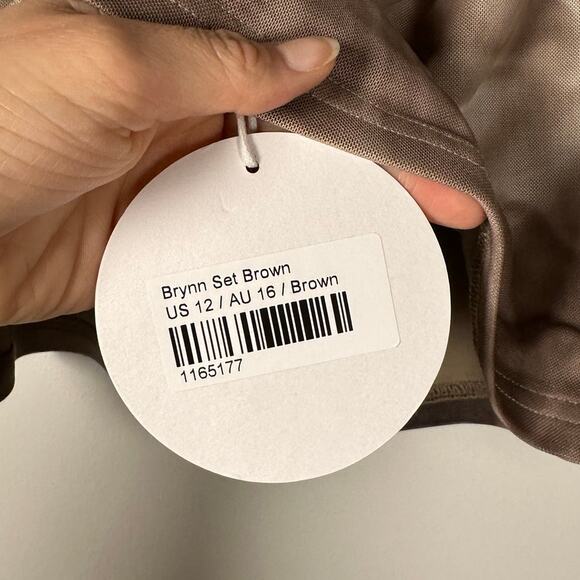 Brynn Set Brown
US 12 / AU 16 / Brown
1165177